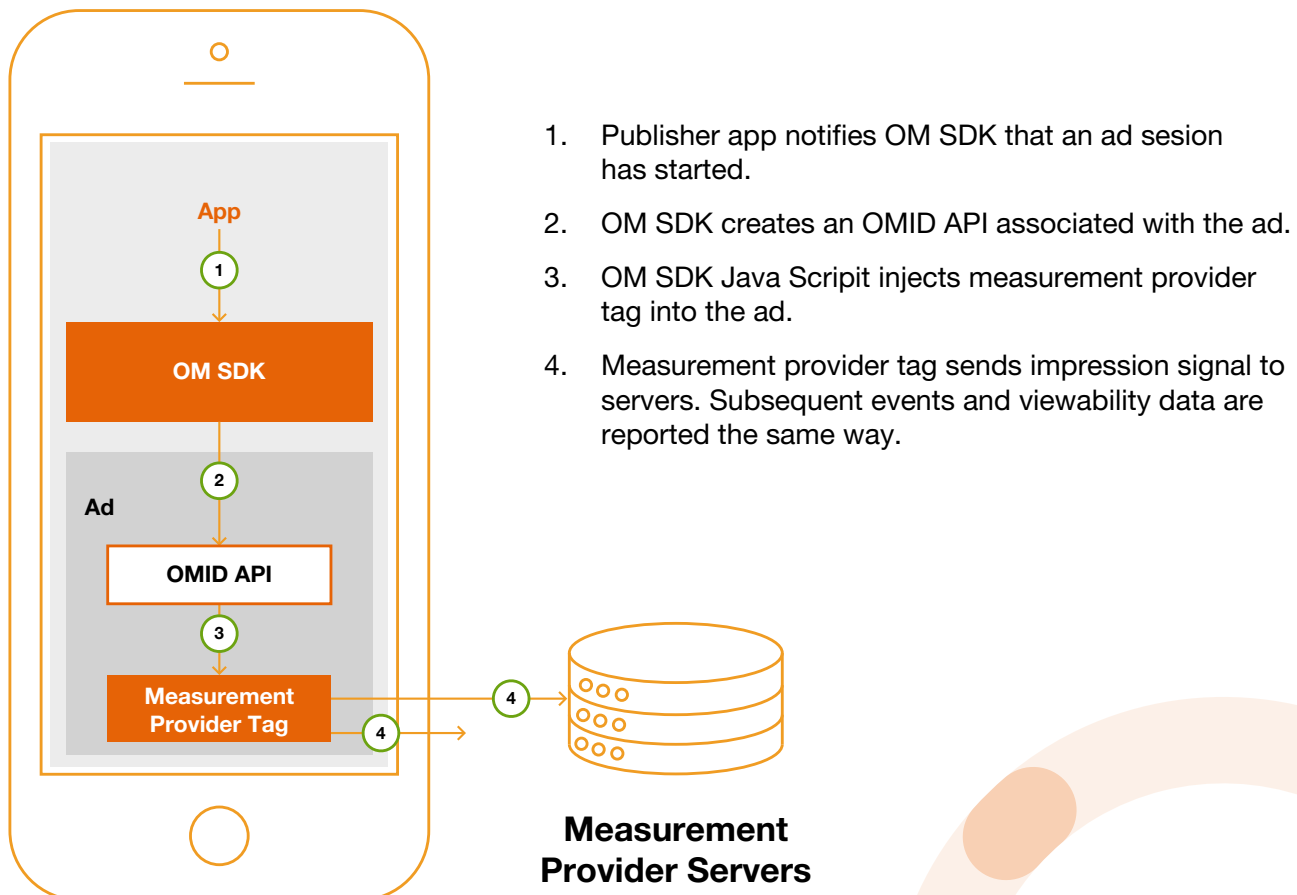 App
1
OM SDK
2
Ad
OMID API
3
Measurement
Provider Tag
4
4
Measurement
Provider Servers
1. Publisher app notifies OM SDK that an ad sesion
has started.
2. OM SDK creates an OMID API associated with the ad.
3. OM SDK Java Scripit injects measurement provider
tag into the ad.
4. Measurement provider tag sends impression signal to
servers. Subsequent events and viewability data are
reported the same way.